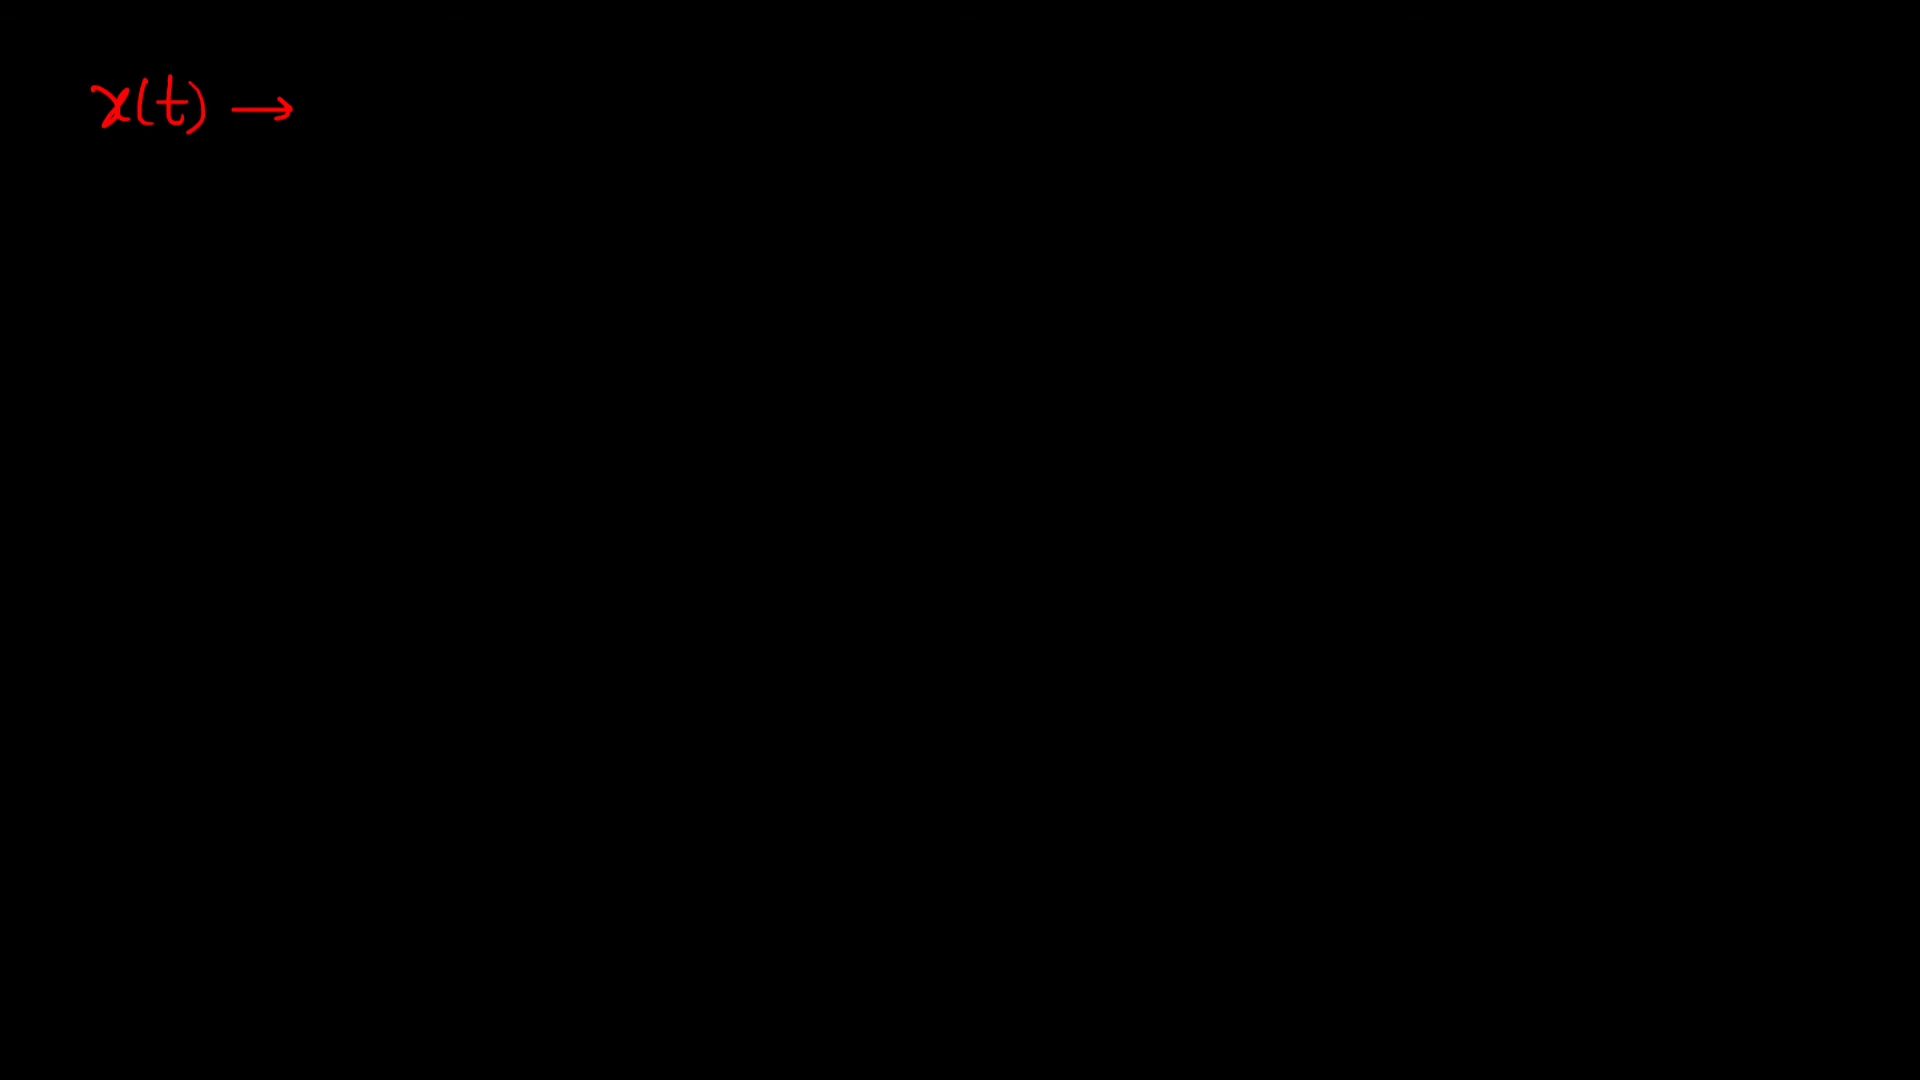 x(t) →